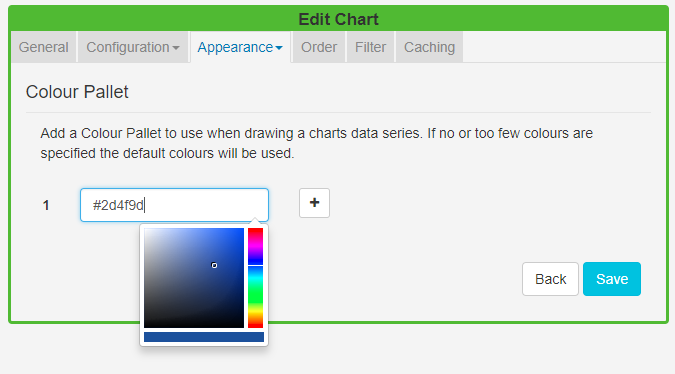 Edit Chart
General Configuration Appearance Order Filter Caching
Colour Pallet
Add a Colour Pallet to use when drawing a charts data series. If no or too few colours are
specified the default colours will be used.
1 #2d4f9d +
Back Save